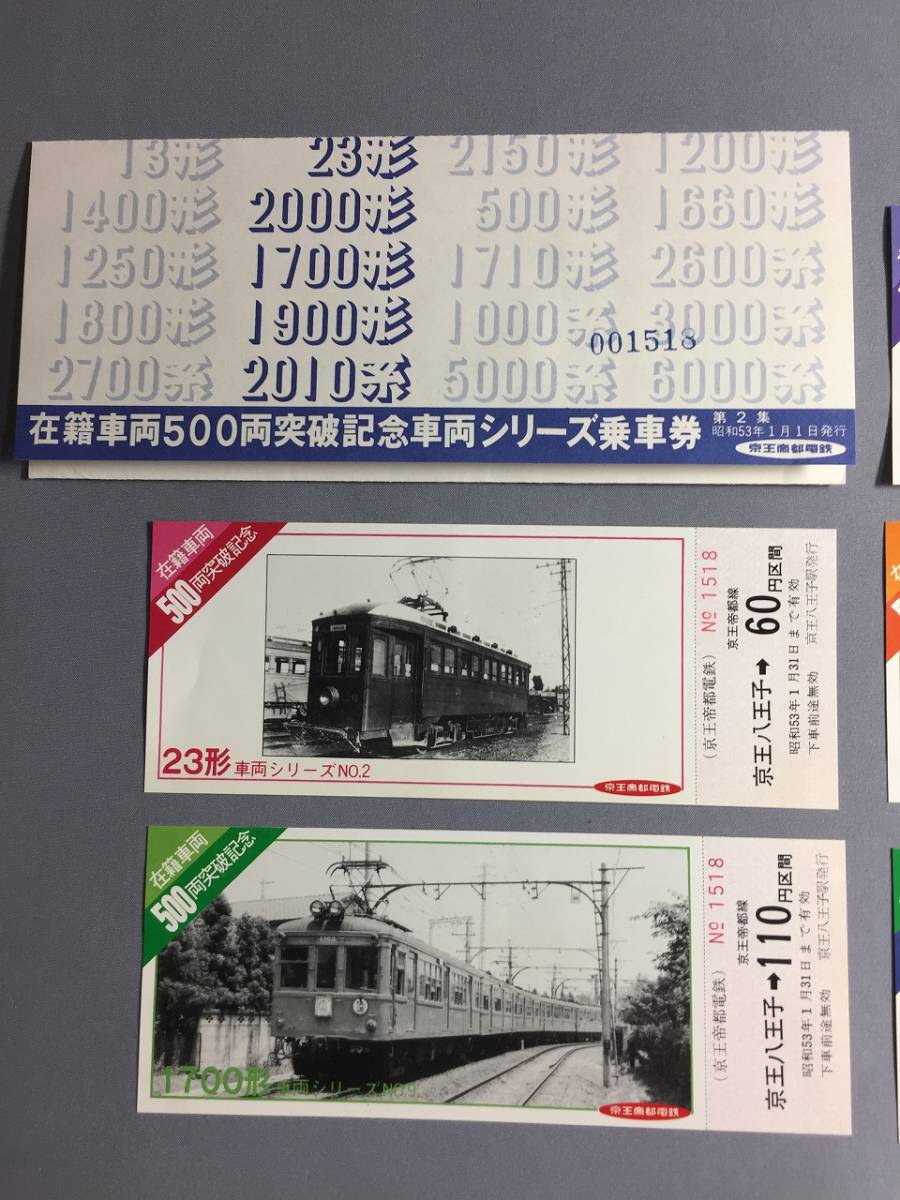 13形 23形 2150形 1200形
1400形 2000形 500形 1660形
1250形 1700形 1710形 2600系
1800形 1900形 1000系 3000系
001518
2700系 2010系 5000系 6000系
在籍車両500両突破記念車両シリーズ乗車券
第2集
昭和53年1月1日発行
京王帝都電鉄
在籍車両
500両突破記念
23形 車両シリーズNO.2
京王帝都電鉄
(京王帝都電鉄) № 1518
京王帝都線
京王八王子➡60円区間
昭和53年1月31日まで有効
下車前途無効 京王八王子駅発行
在籍車両
500両突破記念
1700形 車両シリーズNO.9
京王帝都電鉄
(京王帝都電鉄) № 1518
京王帝都線
京王八王子➡110円区間
昭和53年1月31日まで有効
下車前途無効 京王八王子駅発行